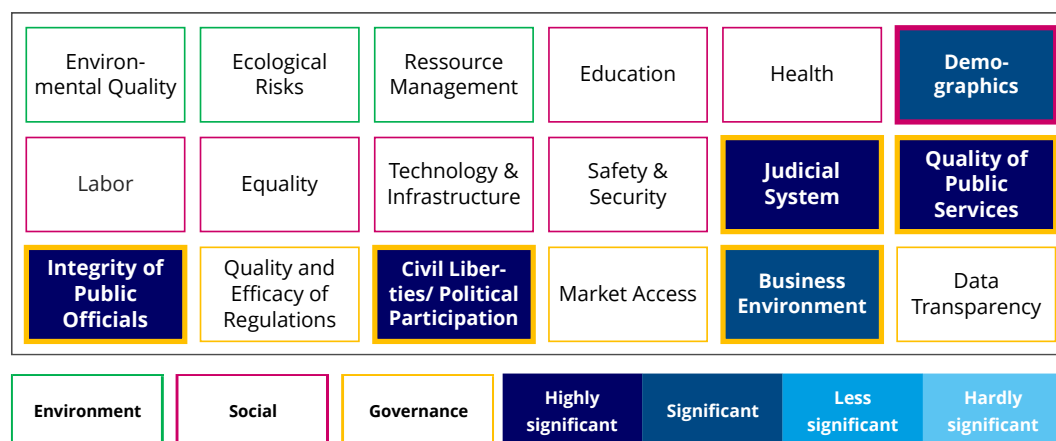 Environ-
mental Quality
Ecological
Risks
Ressource
Management
Education
Health
Demo-
graphics
Labor
Equality
Technology &
Infrastructure
Safety &
Security
Judicial
System
Quality of
Public
Services
Integrity of
Public
Officials
Quality and
Efficacy of
Regulations
Civil Liber-
ties/ Political
Participation
Market Access
Business
Environment
Data
Transparency
Environment
Social
Governance
Highly
significant
Significant
Less
significant
Hardly
significant